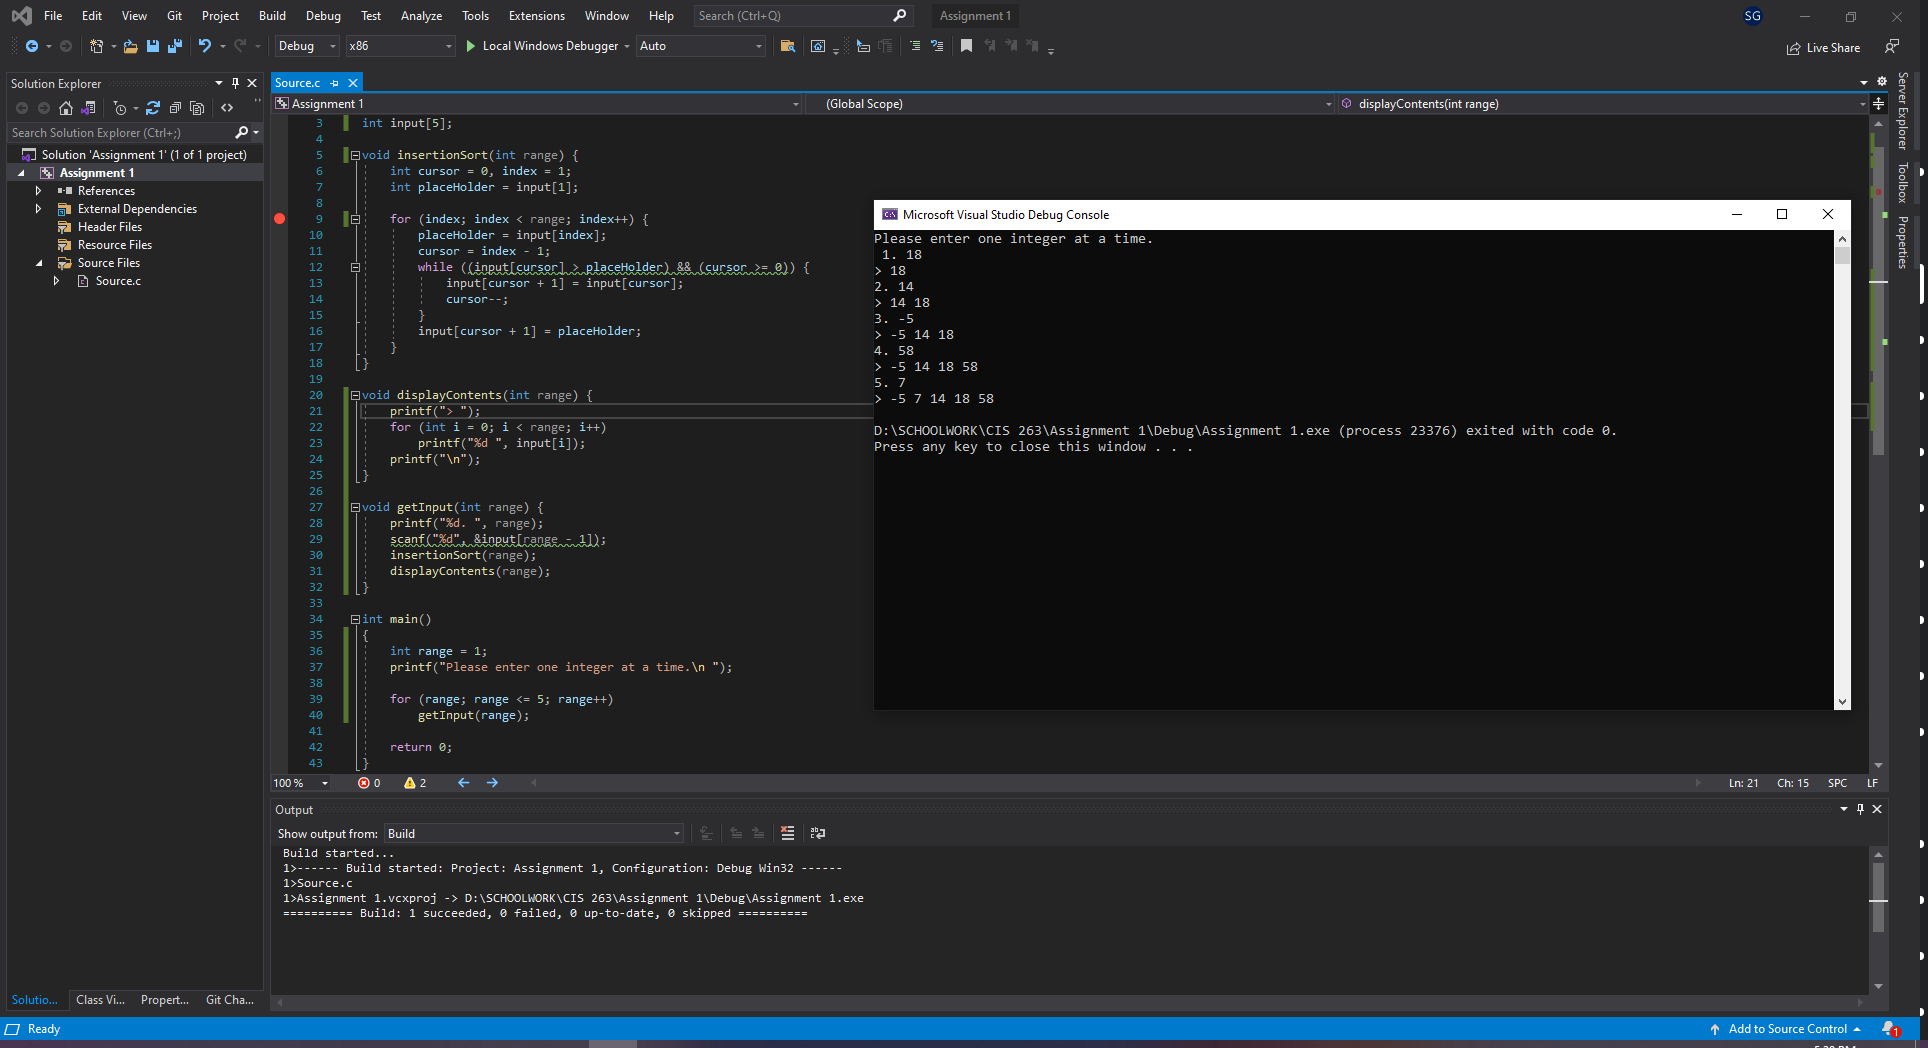 File Edit View Git Project Build Debug Test Analyze Tools Extensions Window Help Search (Ctrl+Q) Assignment 1 SG
Debug x86 Local Windows Debugger Auto Live Share
Solution Explorer
Search Solution Explorer (Ctrl+;)
Solution 'Assignment 1' (1 of 1 project)
Assignment 1
References
External Dependencies
Header Files
Resource Files
Source Files
Source.c
Solutio... Class Vi... Propert... Git Cha...
Source.c
Assignment 1 (Global Scope) displayContents(int range)
3 int input[5];
4
5 void insertionSort(int range) {
6 int cursor = 0, index = 1;
7 int placeHolder = input[1];
8
9 for (index; index < range; index++) {
10 placeHolder = input[index];
11 cursor = index - 1;
12 while ((input[cursor] > placeHolder) && (cursor >= 0)) {
13 input[cursor + 1] = input[cursor];
14 cursor--;
15 }
16 input[cursor + 1] = placeHolder;
17 }
18 }
19
20 void displayContents(int range) {
21 printf("> ");
22 for (int i = 0; i < range; i++)
23 printf("%d ", input[i]);
24 printf("\n");
25 }
26
27 void getInput(int range) {
28 printf("%d. ", range);
29 scanf("%d", &input[range - 1]);
30 insertionSort(range);
31 displayContents(range);
32 }
33
34 int main()
35 {
36 int range = 1;
37 printf("Please enter one integer at a time.\n ");
38
39 for (range; range <= 5; range++)
40 getInput(range);
41
42 return 0;
43 }
100 % 0 2 Ln: 21 Ch: 15 SPC LF
Microsoft Visual Studio Debug Console
Please enter one integer at a time.
1. 18
> 18
2. 14
> 14 18
3. -5
> -5 14 18
4. 58
> -5 14 18 58
5. 7
> -5 7 14 18 58
D:\SCHOOLWORK\CIS 263\Assignment 1\Debug\Assignment 1.exe (process 23376) exited with code 0.
Press any key to close this window . . .
Server Explorer
Toolbox
Properties
Output
Show output from: Build
Build started...
1>------ Build started: Project: Assignment 1, Configuration: Debug Win32 ------
1>Source.c
1>Assignment 1.vcxproj -> D:\SCHOOLWORK\CIS 263\Assignment 1\Debug\Assignment 1.exe
========== Build: 1 succeeded, 0 failed, 0 up-to-date, 0 skipped ==========
Ready Add to Source Control 1